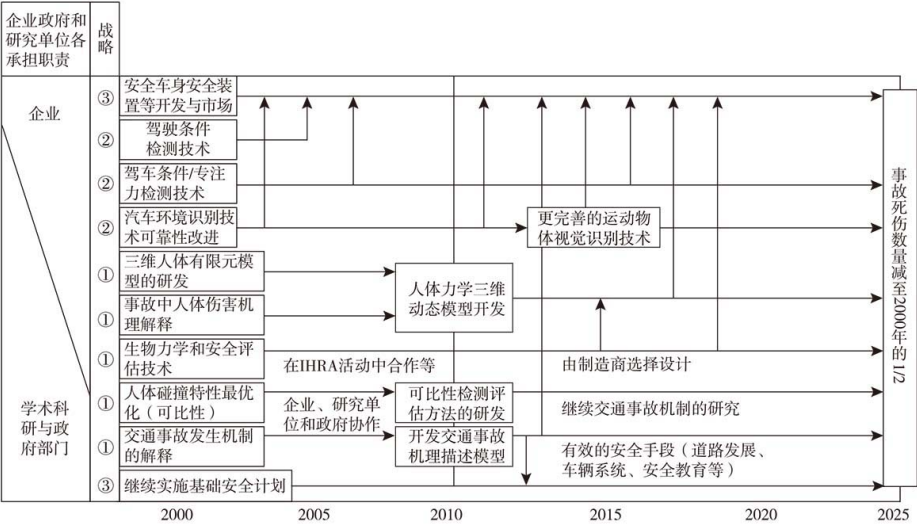 企业政府和
研究单位各
承担职责
战略
企业
学术科
研与政
府部门
③
安全车身安全装
置等开发与市场
②
驾驶条件
检测技术
②
驾车条件/专注
力检测技术
②
汽车环境识别技
术可靠性改进
更完善的运动物
体视觉识别技术
①
三维人体有限元模
型的研发
人体力学三维
动态模型开发
①
事故中人体伤害机
理解释
①
生物力学和安全评
估技术
在IHRA活动中合作等
由制造商选择设计
①
人体碰撞特性最优
化（可比性）
企业、研究单
位和政府协作
可比性检测评
估方法的研发
继续交通事故机制的研究
①
交通事故发生机制
的解释
开发交通事故
机理描述模型
有效的安全手段（道路发展、
车辆系统、安全教育等）
③
继续实施基础安全计划
事故死伤数量减至2000年的1/2
2000
2005
2010
2015
2020
2025